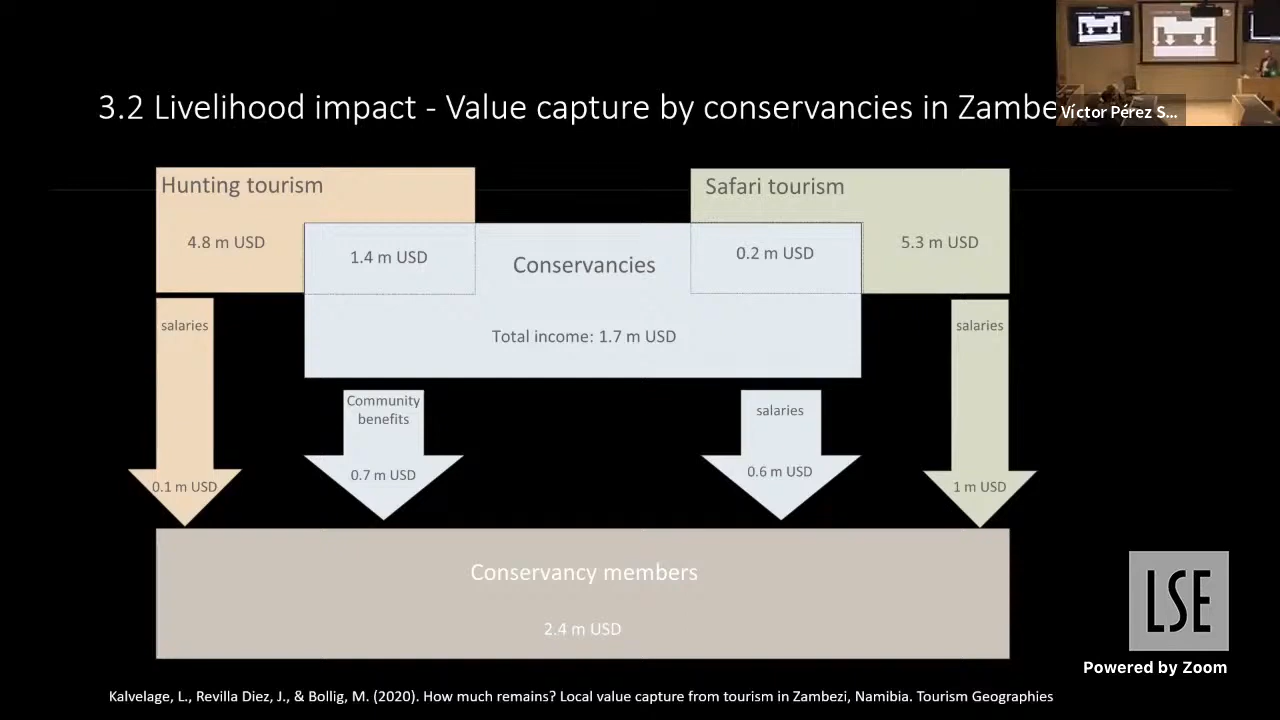 3.2 Livelihood impact - Value capture by conservancies in Zambe
Víctor Pérez S...
Hunting tourism
Safari tourism
4.8 m USD
1.4 m USD
Conservancies
0.2 m USD
5.3 m USD
Total income: 1.7 m USD
salaries
salaries
Community
benefits
salaries
0.7 m USD
0.6 m USD
0.1 m USD
1 m USD
Conservancy members
2.4 m USD
LSE
Powered by Zoom
Kalvelage, L., Revilla Diez, J., & Bollig, M. (2020). How much remains? Local value capture from tourism in Zambezi, Namibia. Tourism Geographies